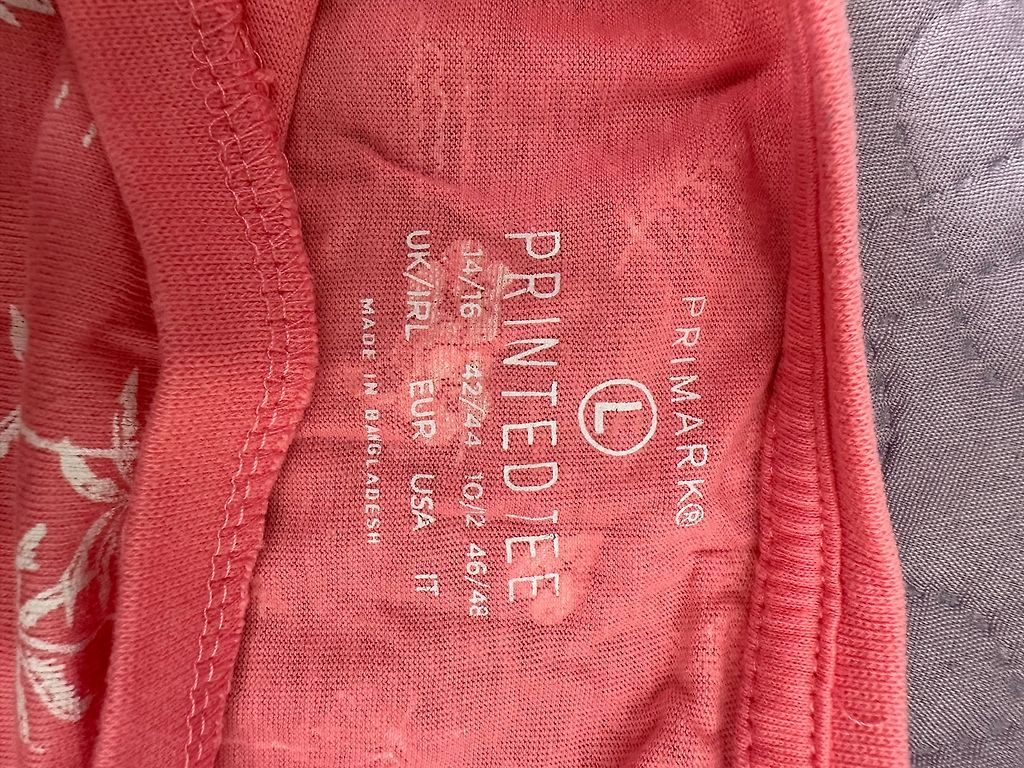 PRIMARK®
L
PRINTED TEE
14/16 42/44 10/12 46/48
UK/IRL EUR USA IT
MADE IN BANGLADESH